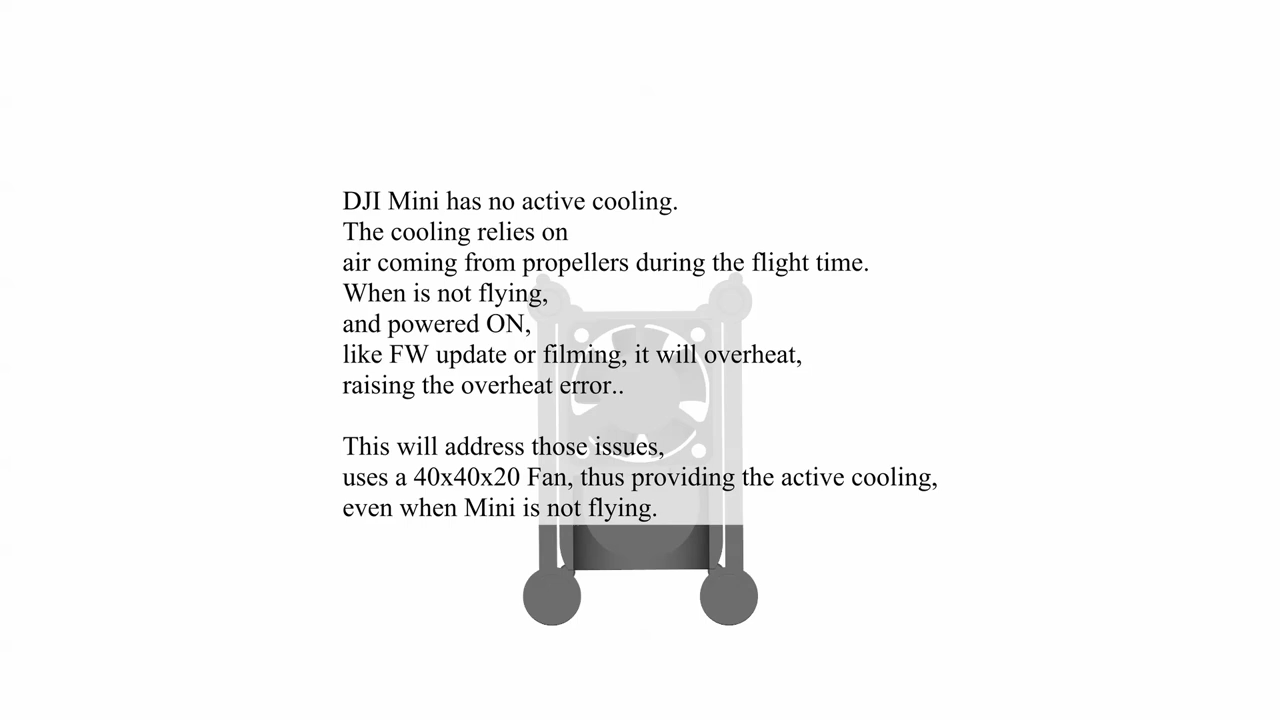 DJI Mini has no active cooling.
The cooling relies on
air coming from propellers during the flight time.
When is not flying,
and powered ON,
like FW update or filming, it will overheat,
raising the overheat error..
This will address those issues,
uses a 40x40x20 Fan, thus providing the active cooling,
even when Mini is not flying.